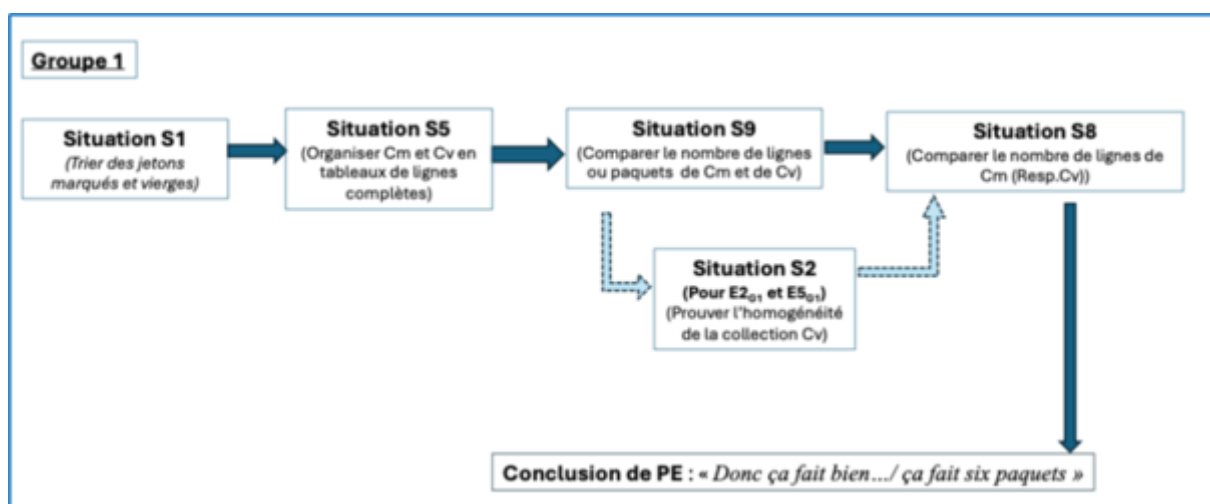 Groupe 1
Situation S1
(Trier des jetons
marqués et vierges)
Situation S5
(Organiser Cm et Cv en
tableaux de lignes
complètes)
Situation S9
(Comparer le nombre de lignes
ou paquets de Cm et de Cv)
Situation S8
(Comparer le nombre de lignes de
Cm (Resp.Cv))
Situation S2
(Pour E2G1 et E5G1)
(Prouver l'homogénéité
de la collection Cv)
Conclusion de PE : « Donc ça fait bien.../ ça fait six paquets »